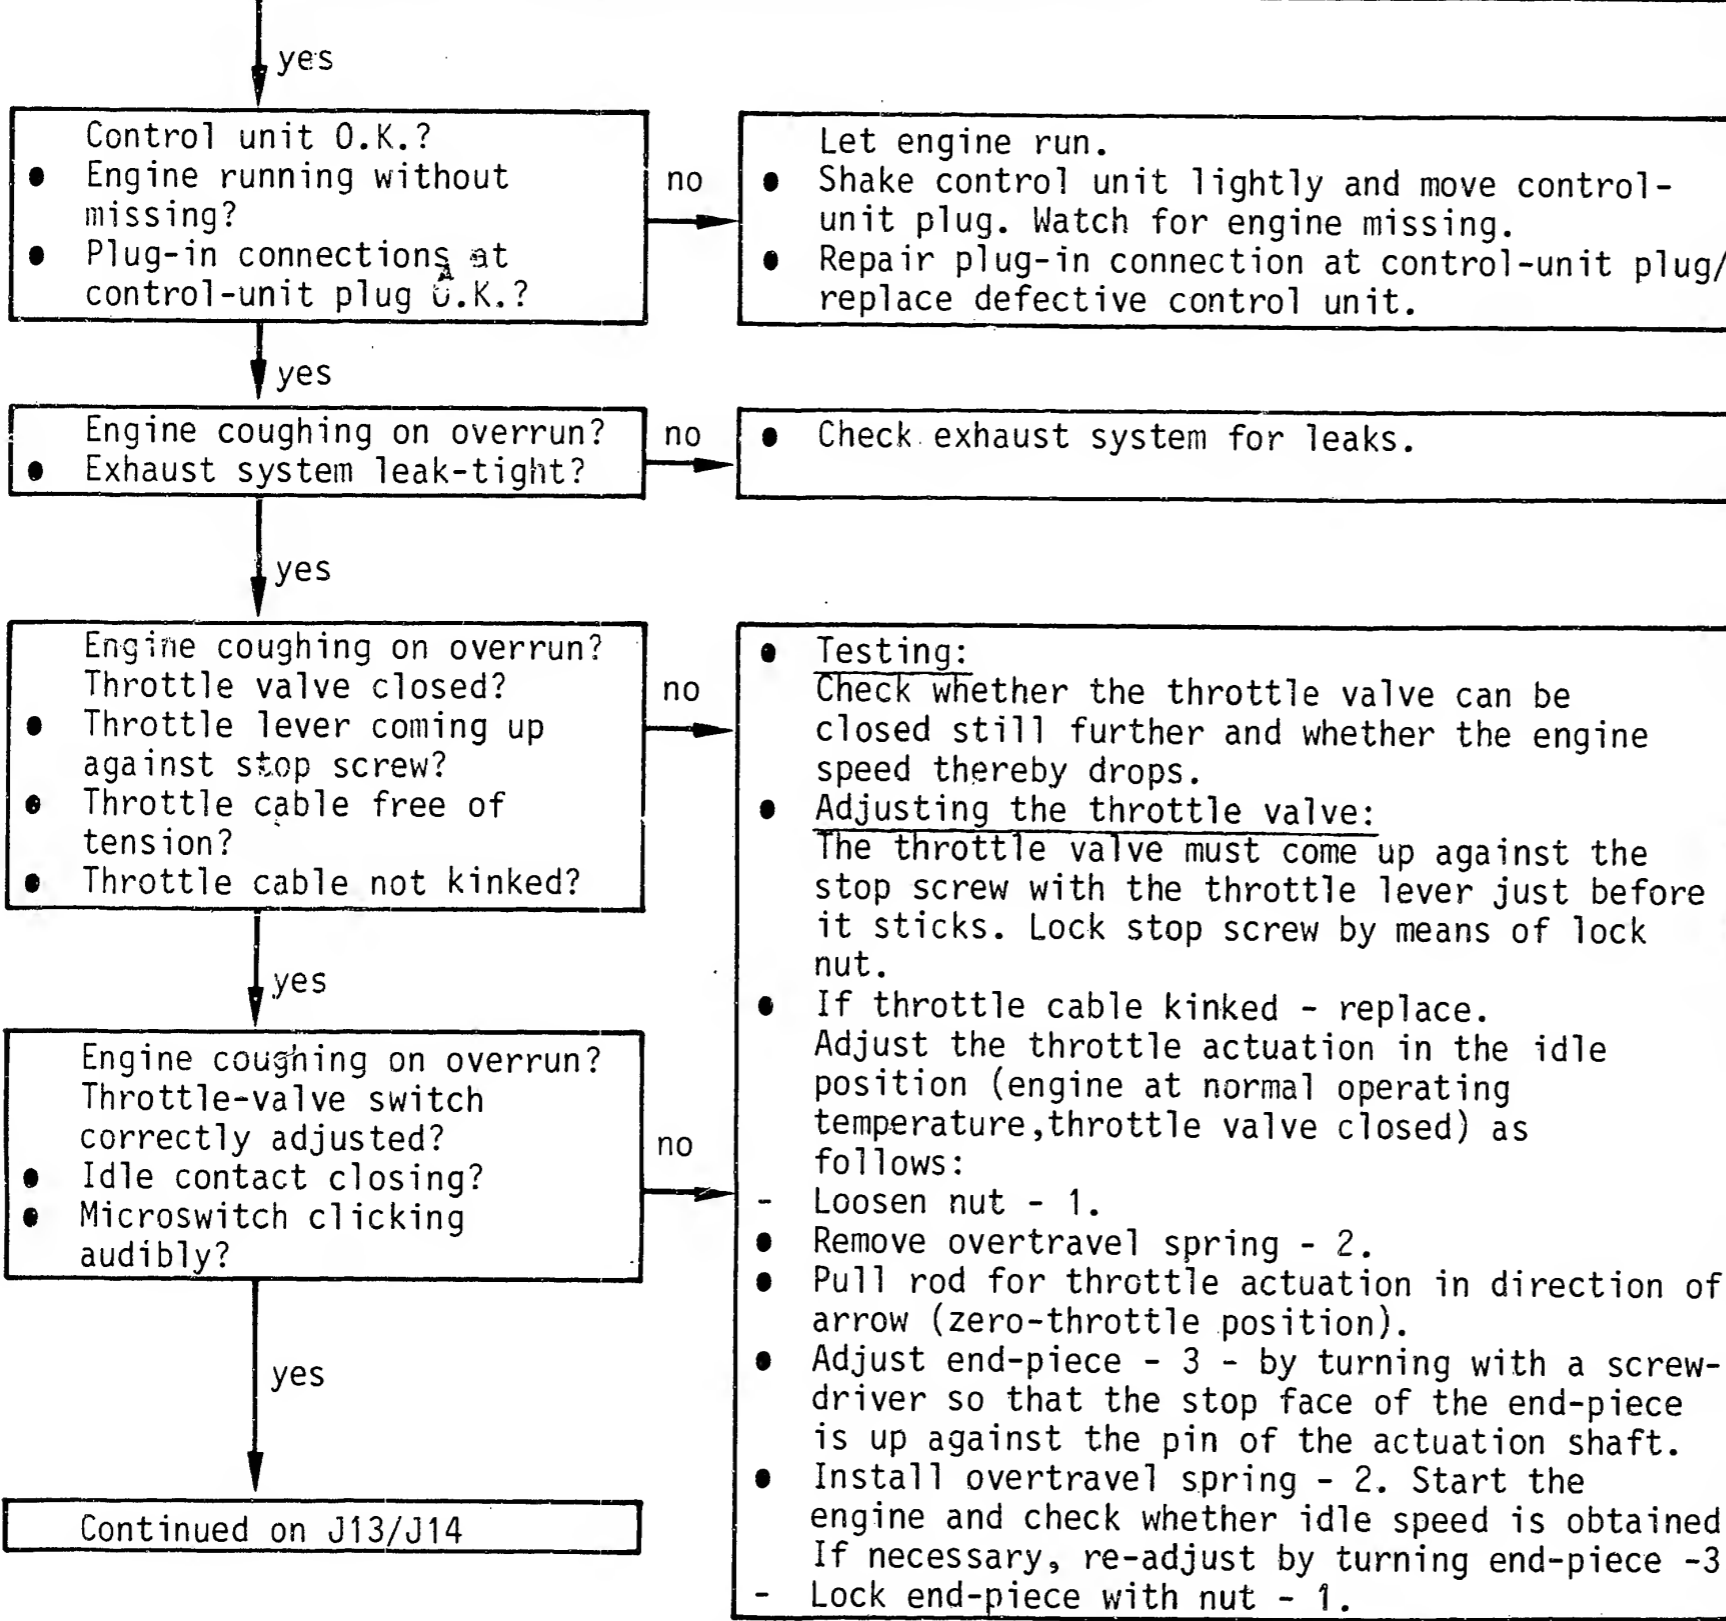 yes
Control unit O.K.?
● Engine running without
missing?
● Plug-in connections at
control-unit plug O.K.?
no
Let engine run.
● Shake control unit lightly and move control-
unit plug. Watch for engine missing.
● Repair plug-in connection at control-unit plug/
replace defective control unit.
yes
Engine coughing on overrun?
● Exhaust system leak-tight?
no
● Check exhaust system for leaks.
yes
Engine coughing on overrun?
Throttle valve closed?
● Throttle lever coming up
against stop screw?
● Throttle cable free of
tension?
● Throttle cable not kinked?
no
yes
Engine coughing on overrun?
Throttle-valve switch
correctly adjusted?
● Idle contact closing?
● Microswitch clicking
audibly?
no
● Testing:
Check whether the throttle valve can be
closed still further and whether the engine
speed thereby drops.
● Adjusting the throttle valve:
The throttle valve must come up against the
stop screw with the throttle lever just before
it sticks. Lock stop screw by means of lock
nut.
● If throttle cable kinked - replace.
Adjust the throttle actuation in the idle
position (engine at normal operating
temperature,throttle valve closed) as
follows:
- Loosen nut - 1.
● Remove overtravel spring - 2.
● Pull rod for throttle actuation in direction of
arrow (zero-throttle position).
● Adjust end-piece - 3 - by turning with a screw-
driver so that the stop face of the end-piece
is up against the pin of the actuation shaft.
● Install overtravel spring - 2. Start the
engine and check whether idle speed is obtained
If necessary, re-adjust by turning end-piece -3
- Lock end-piece with nut - 1.
yes
Continued on J13/J14